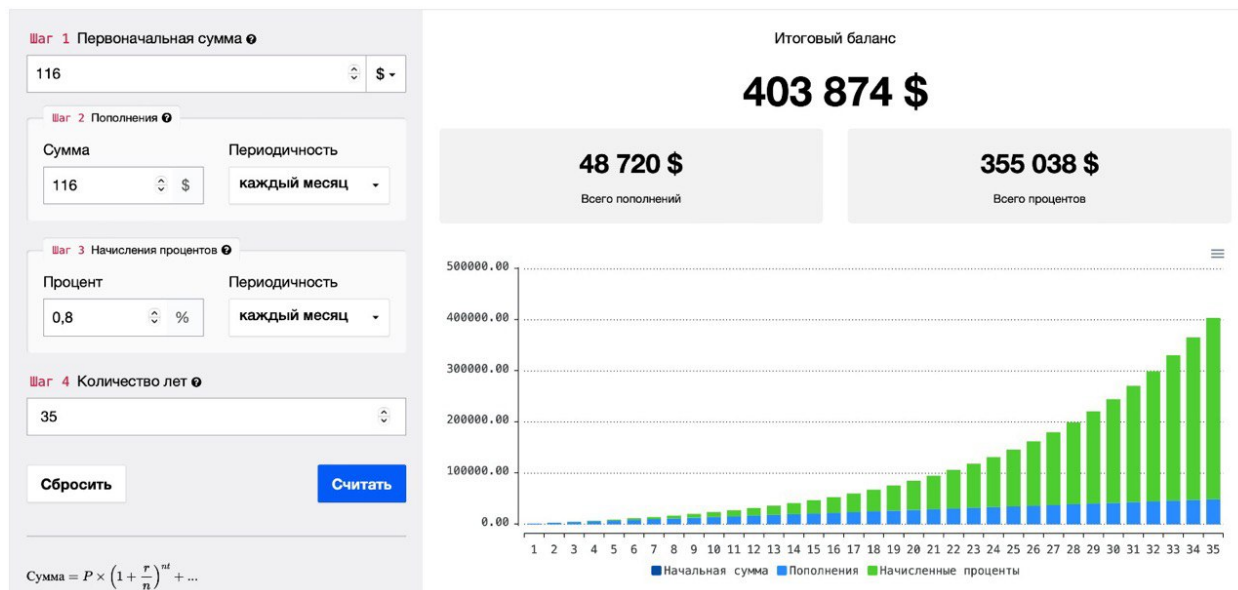 Шаг 1 Первоначальная сумма
116 $
Шаг 2 Пополнения
Сумма Периодичность
116 $ каждый месяц
Шаг 3 Начисления процентов
Процент Периодичность
0,8 % каждый месяц
Шаг 4 Количество лет
35
Сбросить Считать
Сумма = P × (1 + r/n)^nt + ...
Итоговый баланс
403 874 $
48 720 $
Всего пополнений
355 038 $
Всего процентов
500000.00
400000.00
300000.00
200000.00
100000.00
0.00
1 2 3 4 5 6 7 8 9 10 11 12 13 14 15 16 17 18 19 20 21 22 23 24 25 26 27 28 29 30 31 32 33 34 35
Начальная сумма Пополнения Начисленные проценты